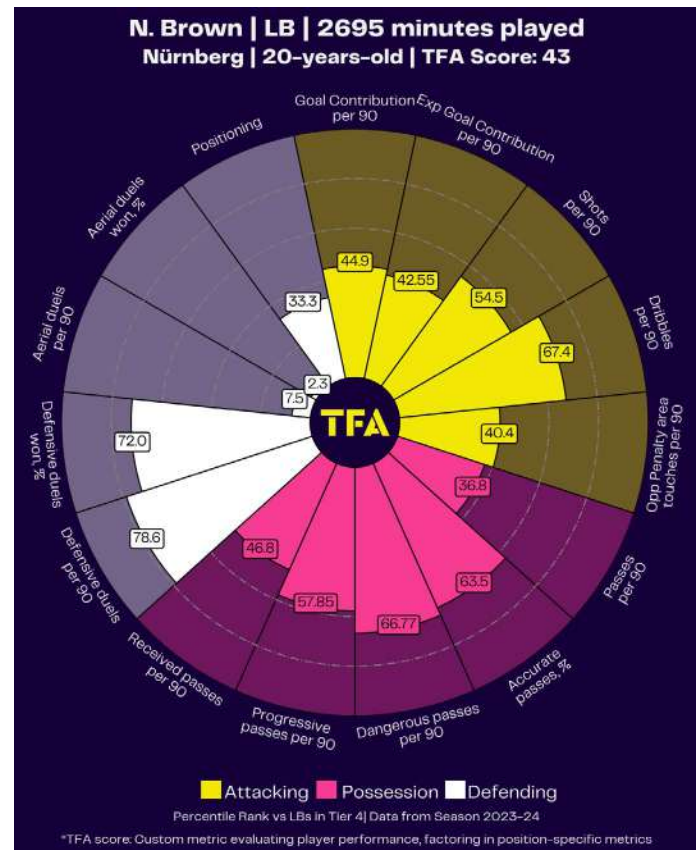 N. Brown | LB | 2695 minutes played
Nürnberg | 20-years-old | TFA Score: 43
Goal Contribution
per 90
Exp Goal Contribution
per 90
Shots
per 90
Dribbles
per 90
Opp Penalty area
touches per 90
Passes
per 90
Accurate
passes, %
Dangerous passes
per 90
Progressive
passes per 90
Received passes
per 90
Defensive duels
per 90
Defensive duels
won, %
Aerial duels
per 90
Aerial duels
won, %
Positioning
44.9
42.55
54.5
67.4
40.4
36.8
63.5
66.77
57.85
46.8
78.6
72.0
7.5
2.3
33.3
TFA
Attacking Possession Defending
Percentile Rank vs LBs in Tier 4| Data from Season 2023-24
*TFA score: Custom metric evaluating player performance, factoring in position-specific metrics